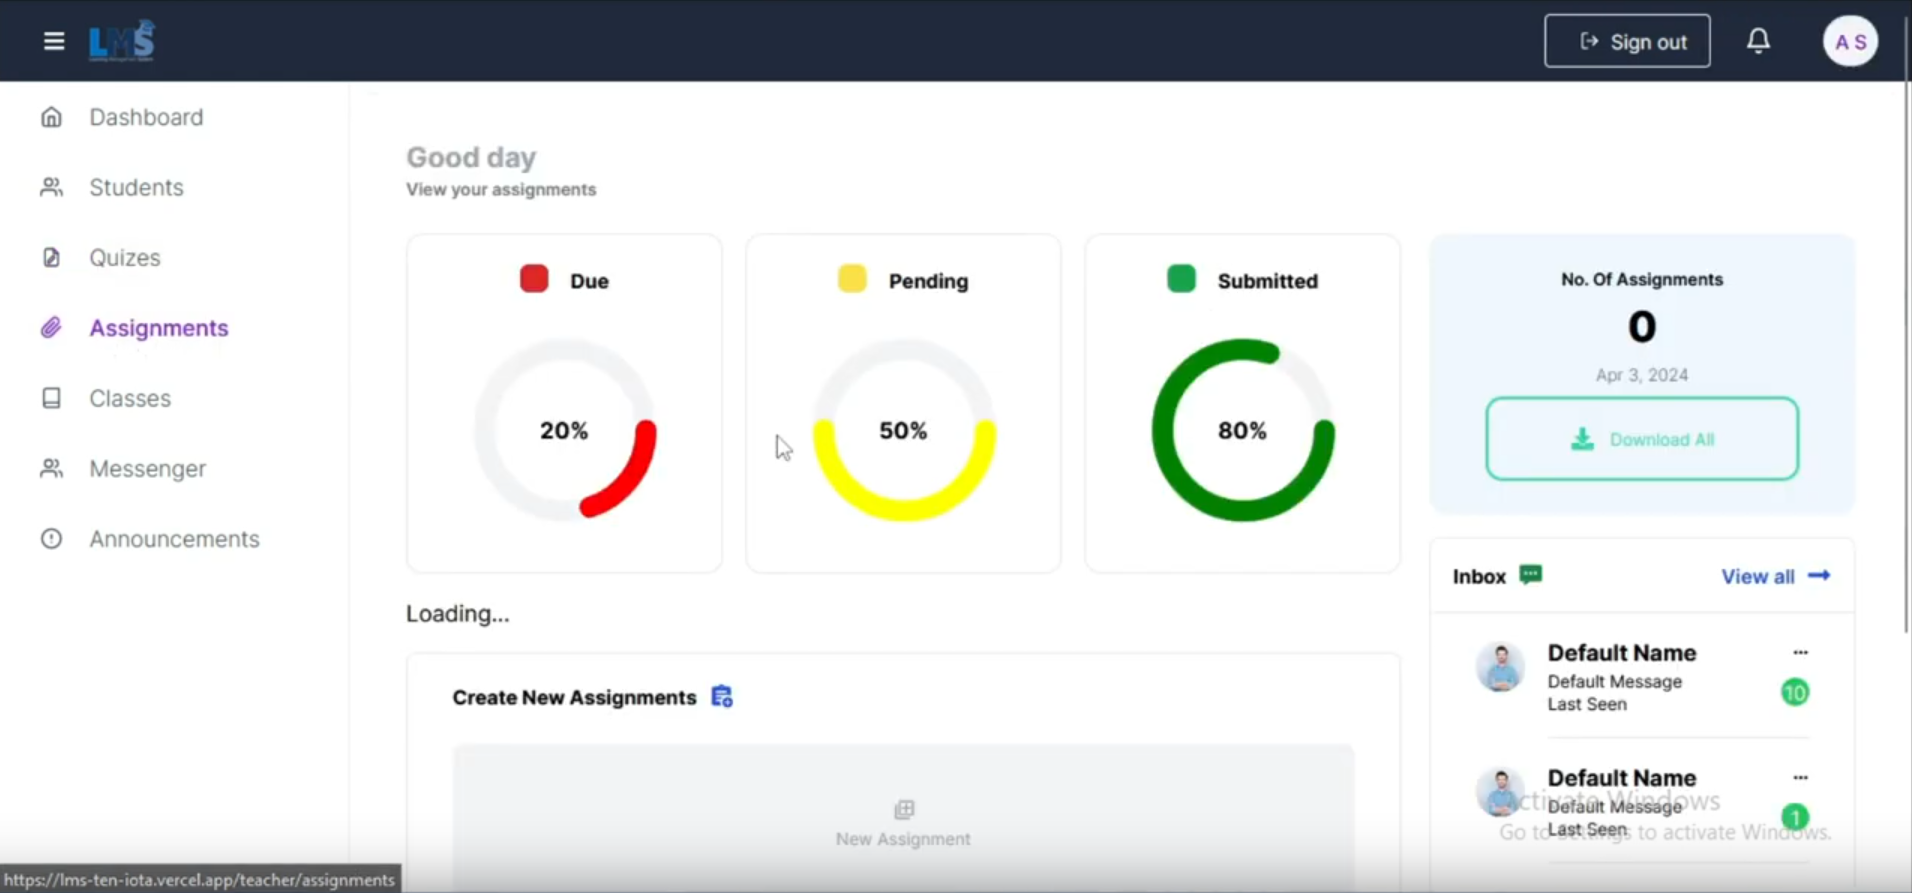 LMS
Sign out
A S
Dashboard
Students
Quizes
Assignments
Classes
Messenger
Announcements
Good day
View your assignments
Due
20%
Pending
50%
Submitted
80%
No. Of Assignments
0
Apr 3, 2024
Download All
Loading...
Inbox
View all
Default Name
Default Message
10
Last Seen
Default Name
Default Message
1
Last Seen
Create New Assignments
New Assignment
Activate Windows
Go to Settings to activate Windows.
https://lms-ten-iota.vercel.app/teacher/assignments